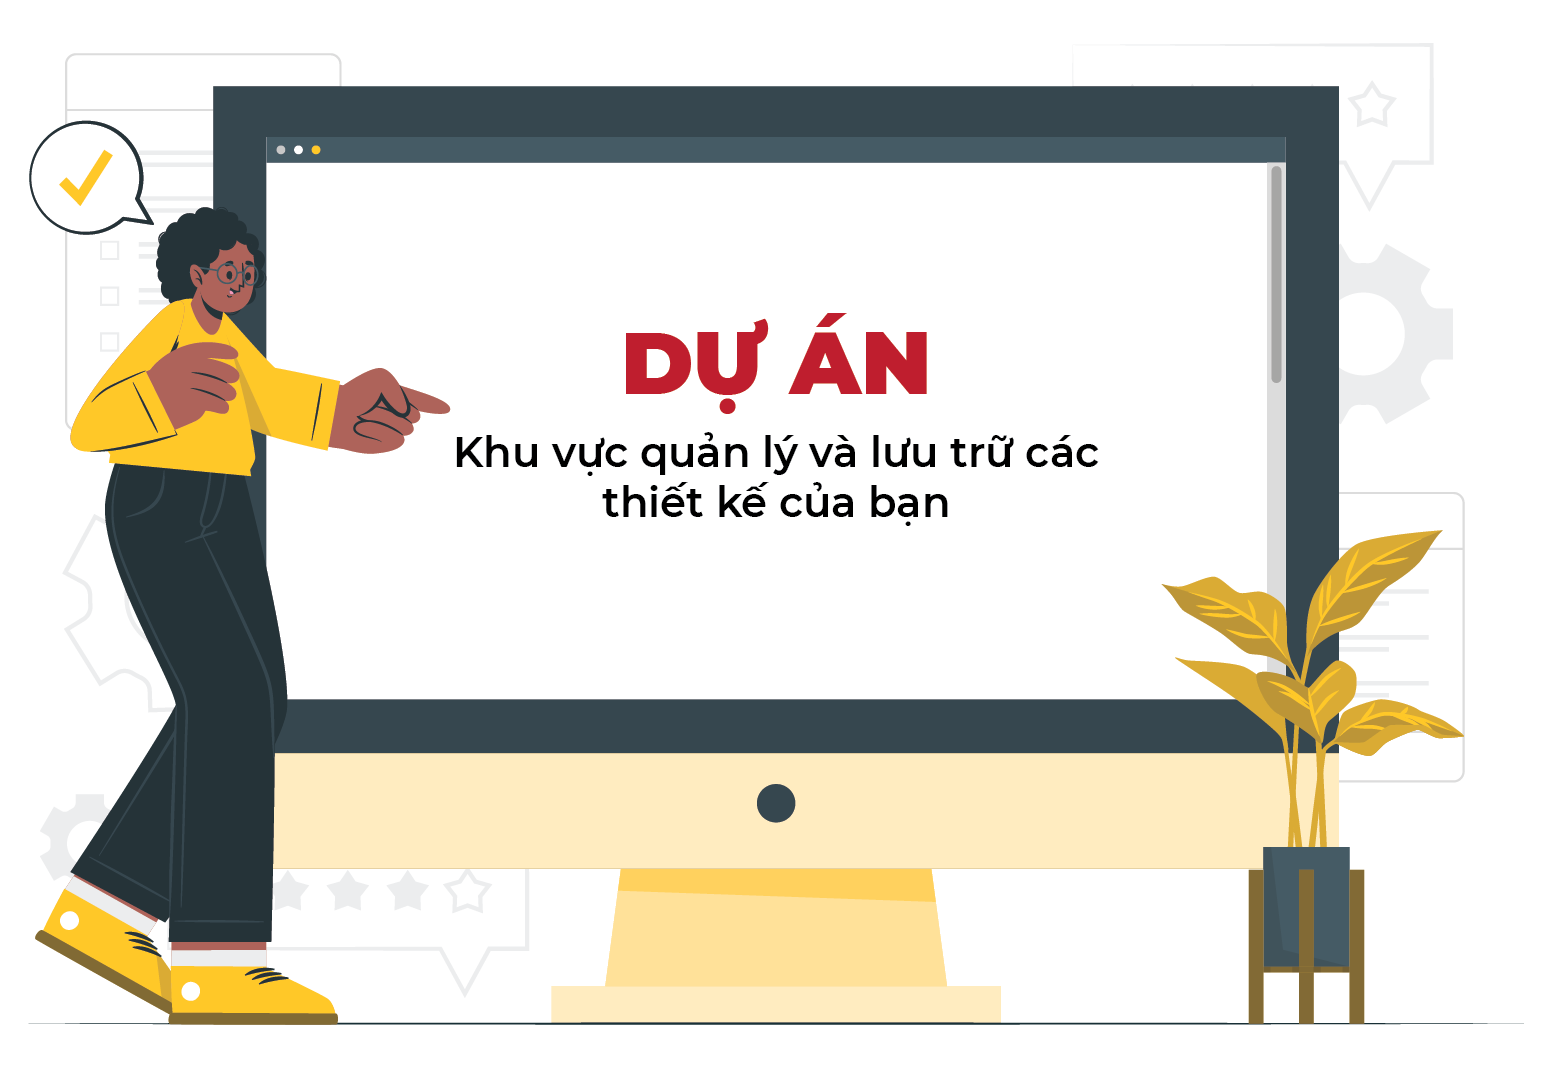 DỰ ÁN
Khu vực quản lý và lưu trữ các
thiết kế của bạn